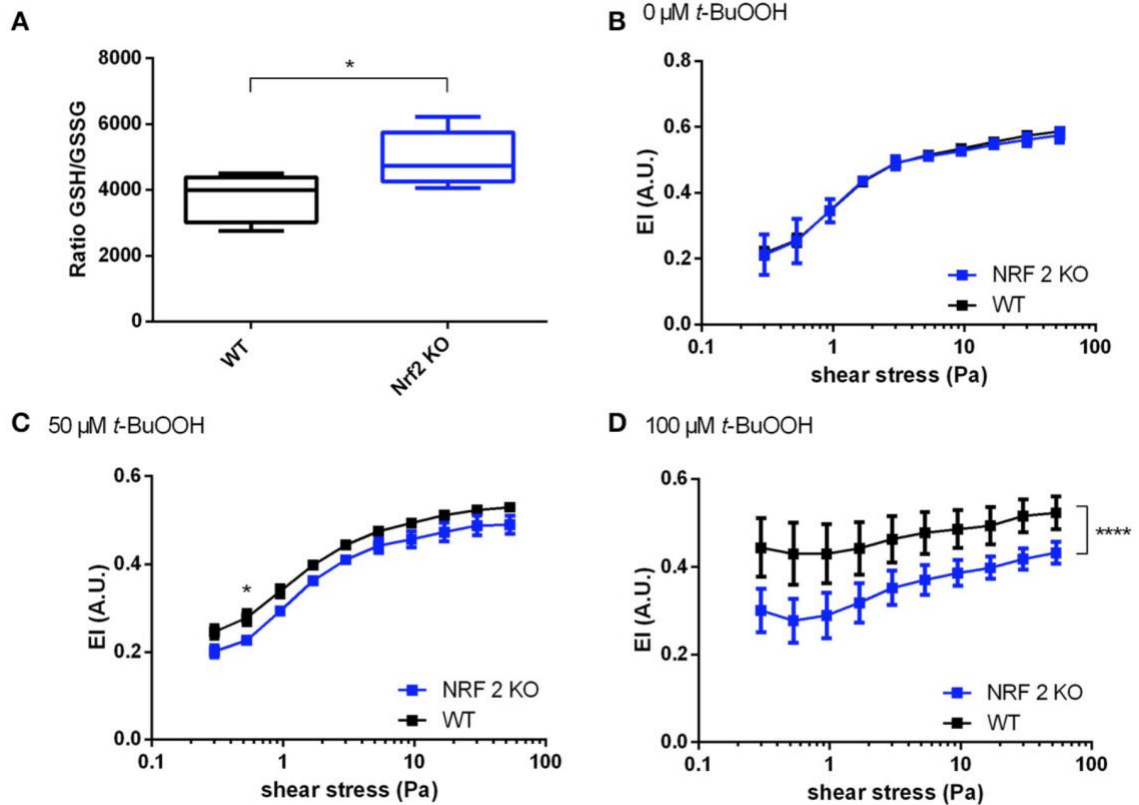 A
8000
6000
4000
2000
0
Ratio GSH/GSSG
*
WT
Nrf2 KO
B 0 µM t-BuOOH
0.8
0.6
0.4
0.2
0.0
EI (A.U.)
NRF 2 KO
WT
0.1 1 10 100
shear stress (Pa)
C 50 µM t-BuOOH
0.6
0.4
0.2
0.0
EI (A.U.)
*
NRF 2 KO
WT
0.1 1 10 100
shear stress (Pa)
D 100 µM t-BuOOH
0.6
0.4
0.2
0.0
EI (A.U.)
****
NRF 2 KO
WT
0.1 1 10 100
shear stress (Pa)